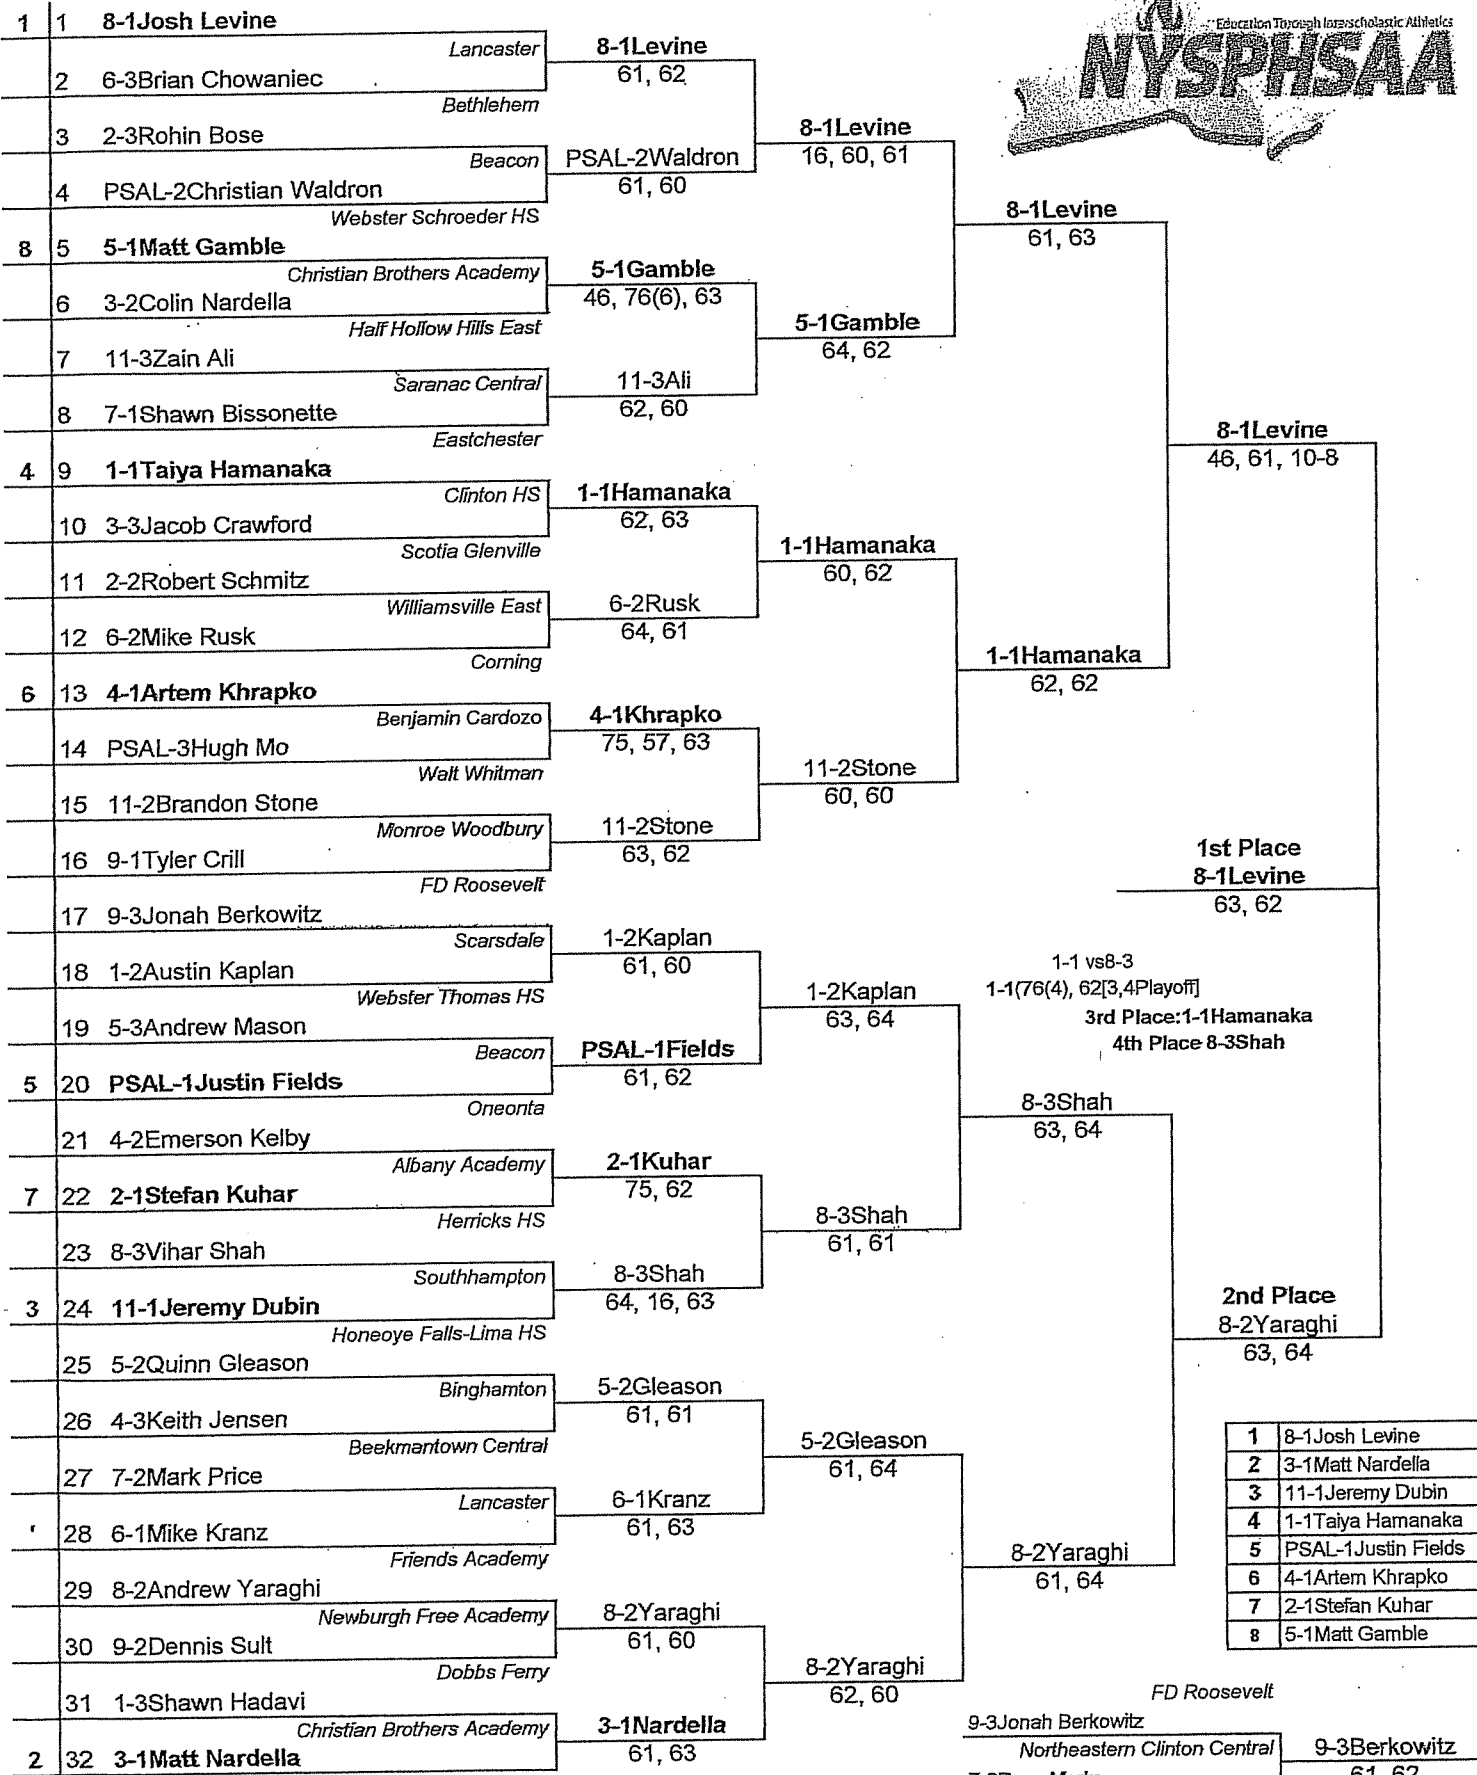 Education Through Interscholastic Athletics
NYSPHSAA
1 1 8-1Josh Levine
Lancaster
2 6-3Brian Chowaniec
Bethlehem
3 2-3Rohin Bose
Beacon
4 PSAL-2Christian Waldron
Webster Schroeder HS
8 5 5-1Matt Gamble
Christian Brothers Academy
6 3-2Colin Nardella
Half Hollow Hills East
7 11-3Zain Ali
Saranac Central
8 7-1Shawn Bissonette
Eastchester
4 9 1-1Taiya Hamanaka
Clinton HS
10 3-3Jacob Crawford
Scotia Glenville
11 2-2Robert Schmitz
Williamsville East
12 6-2Mike Rusk
Corning
6 13 4-1Artem Khrapko
Benjamin Cardozo
14 PSAL-3Hugh Mo
Walt Whitman
15 11-2Brandon Stone
Monroe Woodbury
16 9-1Tyler Crill
FD Roosevelt
17 9-3Jonah Berkowitz
Scarsdale
18 1-2Austin Kaplan
Webster Thomas HS
19 5-3Andrew Mason
Beacon
5 20 PSAL-1Justin Fields
Oneonta
21 4-2Emerson Kelby
Albany Academy
7 22 2-1Stefan Kuhar
Herricks HS
23 8-3Vihar Shah
Southhampton
3 24 11-1Jeremy Dubin
Honeoye Falls-Lima HS
25 5-2Quinn Gleason
Binghamton
26 4-3Keith Jensen
Beekmantown Central
27 7-2Mark Price
Lancaster
28 6-1Mike Kranz
Friends Academy
29 8-2Andrew Yaraghi
Newburgh Free Academy
30 9-2Dennis Sult
Dobbs Ferry
31 1-3Shawn Hadavi
Christian Brothers Academy
2 32 3-1Matt Nardella
8-1Levine
61, 62
PSAL-2Waldron
61, 60
5-1Gamble
46, 76(6), 63
11-3Ali
62, 60
1-1Hamanaka
62, 63
6-2Rusk
64, 61
4-1Khrapko
75, 57, 63
11-2Stone
63, 62
1-2Kaplan
61, 60
PSAL-1Fields
61, 62
2-1Kuhar
75, 62
8-3Shah
64, 16, 63
5-2Gleason
61, 61
6-1Kranz
61, 63
8-2Yaraghi
61, 60
3-1Nardella
61, 63
8-1Levine
16, 60, 61
5-1Gamble
64, 62
1-1Hamanaka
60, 62
11-2Stone
60, 60
1-2Kaplan
63, 64
8-3Shah
61, 61
5-2Gleason
61, 64
8-2Yaraghi
62, 60
8-1Levine
61, 63
1-1Hamanaka
62, 62
8-3Shah
63, 64
8-2Yaraghi
61, 64
8-1Levine
46, 61, 10-8
1st Place
8-1Levine
63, 62
1-1 vs8-3
1-1(76(4), 62[3,4Playoff]
3rd Place:1-1Hamanaka
4th Place 8-3Shah
2nd Place
8-2Yaraghi
63, 64
1 8-1Josh Levine
2 3-1Matt Nardella
3 11-1Jeremy Dubin
4 1-1Taiya Hamanaka
5 PSAL-1Justin Fields
6 4-1Artem Khrapko
7 2-1Stefan Kuhar
8 5-1Matt Gamble
FD Roosevelt
9-3Jonah Berkowitz
Northeastern Clinton Central
9-3Berkowitz